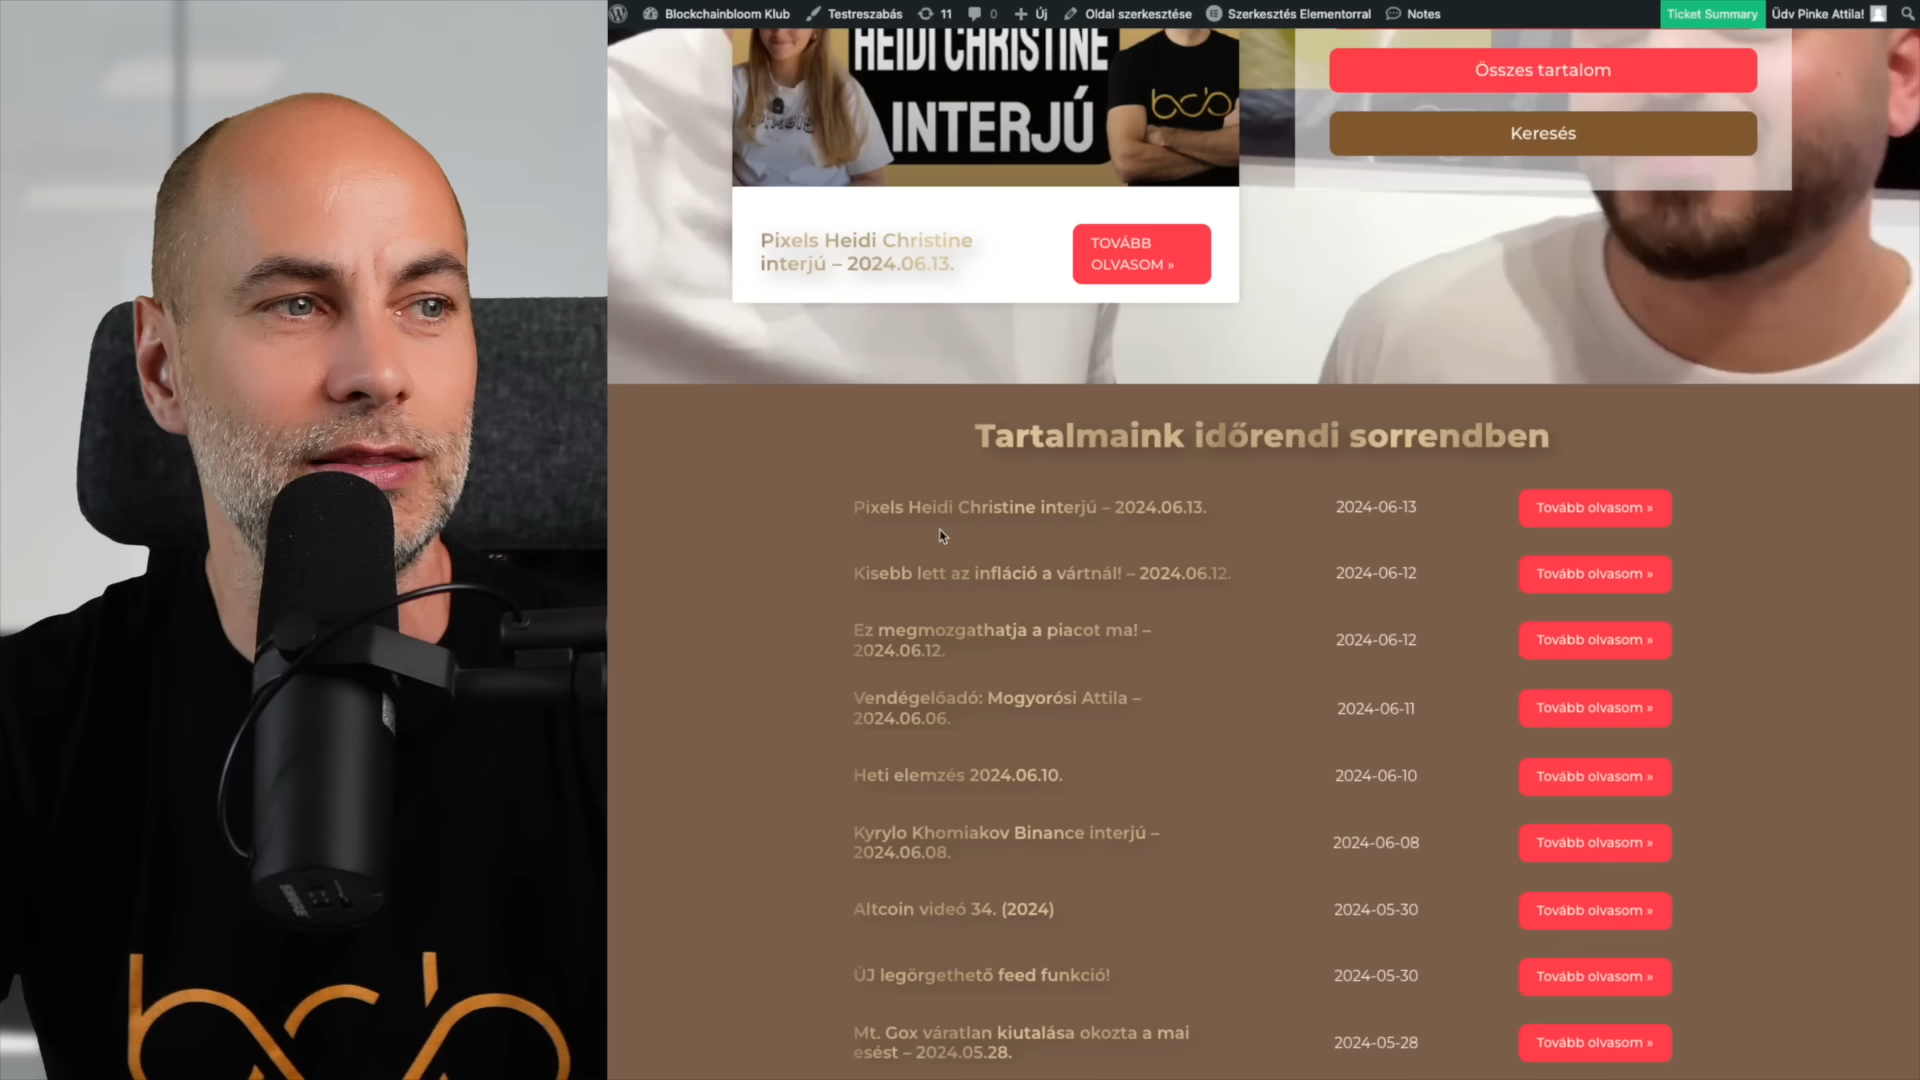 Blockchainbloom Klub Testreszabás 11 0 Új Oldal szerkesztése Szerkesztés Elementorral Notes Ticket Summary Üdv Pinke Attila!
HEIDI CHRISTINE
INTERJÚ
Pixels
bcb
Összes tartalom
Keresés
Pixels Heidi Christine
interjú – 2024.06.13.
TOVÁBB
OLVASOM »
Tartalmaink időrendi sorrendben
Pixels Heidi Christine interjú – 2024.06.13. 2024-06-13 Tovább olvasom »
Kisebb lett az infláció a vártnál! – 2024.06.12. 2024-06-12 Tovább olvasom »
Ez megmozgathatja a piacot ma! –
2024.06.12.
2024-06-12 Tovább olvasom »
Vendégelőadó: Mogyorósi Attila –
2024.06.06.
2024-06-11 Tovább olvasom »
Heti elemzés 2024.06.10. 2024-06-10 Tovább olvasom »
Kyrylo Khomiakov Binance interjú –
2024.06.08.
2024-06-08 Tovább olvasom »
Altcoin videó 34. (2024) 2024-05-30 Tovább olvasom »
ÚJ legörgethető feed funkció! 2024-05-30 Tovább olvasom »
Mt. Gox váratlan kiutalása okozta a mai
esést – 2024.05.28.
2024-05-28 Tovább olvasom »
SHURE
bcb